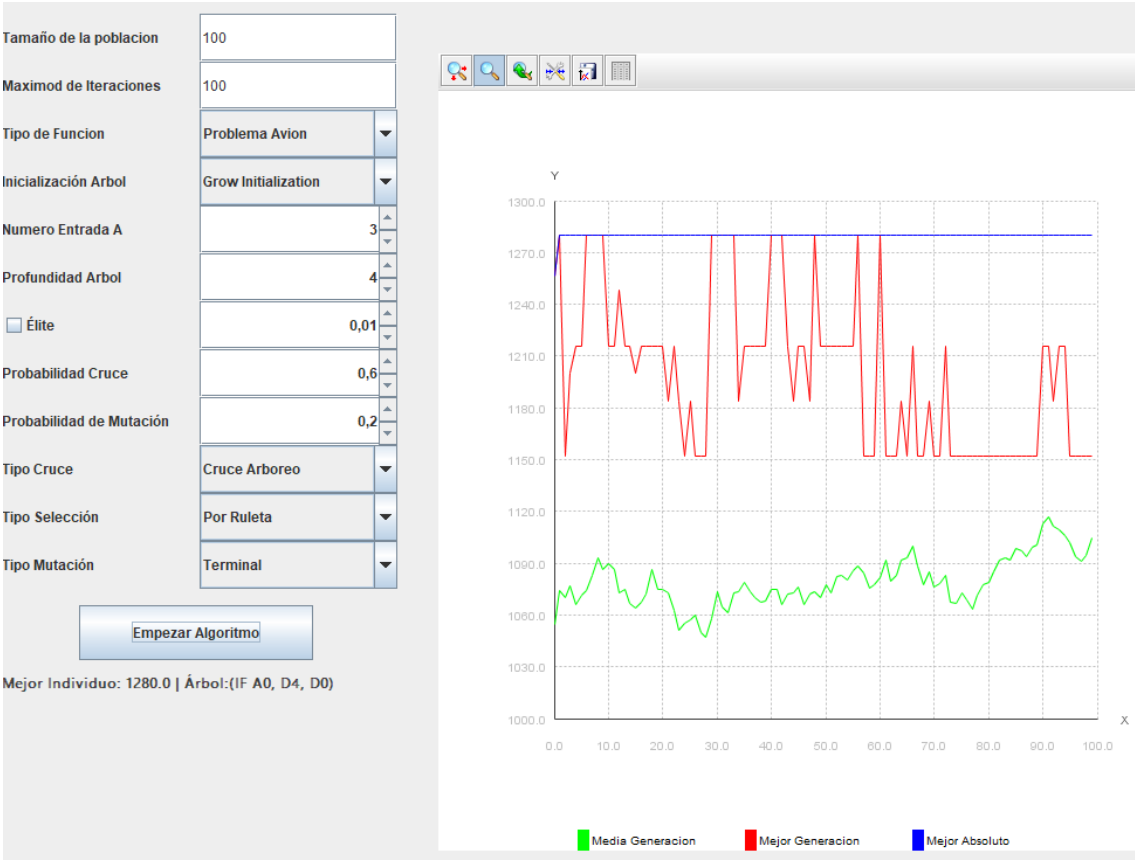 Tamaño de la poblacion 100
Maximod de Iteraciones 100
Tipo de Funcion Problema Avion
Inicialización Arbol Grow Initialization
Numero Entrada A 3
Profundidad Arbol 4
Élite 0,01
Probabilidad Cruce 0,6
Probabilidad de Mutación 0,2
Tipo Cruce Cruce Arboreo
Tipo Selección Por Ruleta
Tipo Mutación Terminal
Empezar Algoritmo
Mejor Individuo: 1280.0 | Árbol:(IF A0, D4, D0)
Y
1300.0
1270.0
1240.0
1210.0
1180.0
1150.0
1120.0
1090.0
1060.0
1030.0
1000.0
X
0.0 10.0 20.0 30.0 40.0 50.0 60.0 70.0 80.0 90.0 100.0
Media Generacion Mejor Generacion Mejor Absoluto